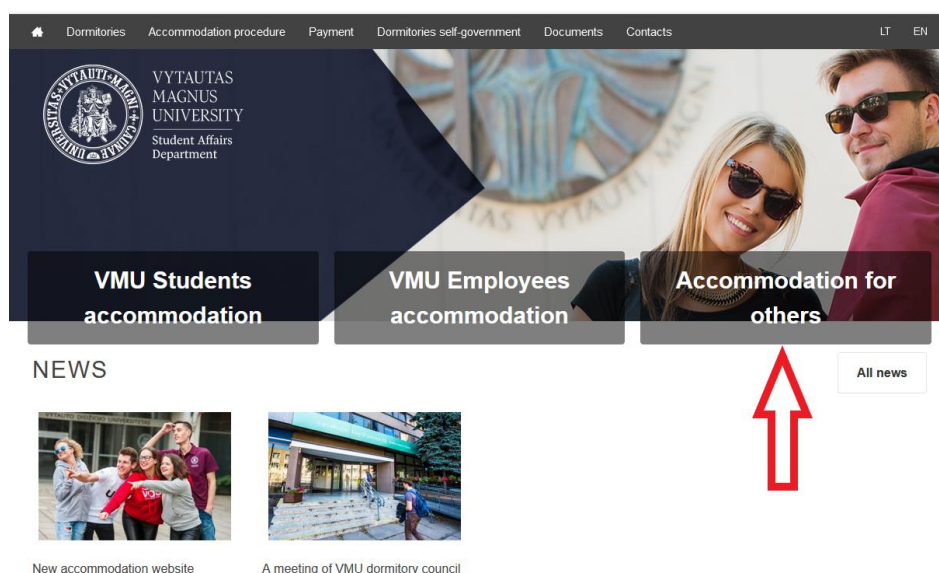 Dormitories Accommodation procedure Payment Dormitories self-government Documents Contacts LT EN
VYTAUTAS
MAGNUS
UNIVERSITY
Student Affairs
Department
VMU Students
accommodation
VMU Employees
accommodation
Accommodation for
others
NEWS
All news
New accommodation website
A meeting of VMU dormitory council